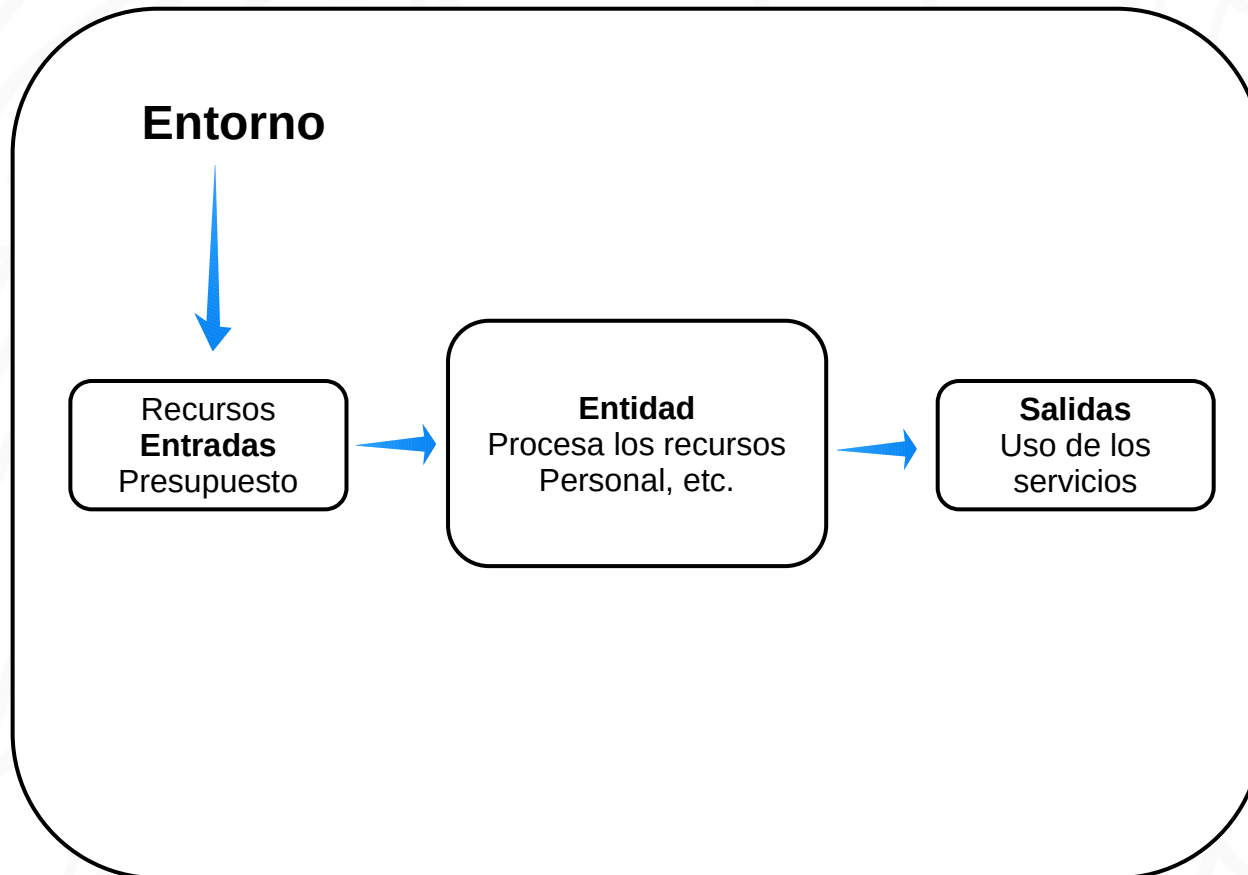 Entorno
Recursos
Entradas
Presupuesto
Entidad
Procesa los recursos
Personal, etc.
Salidas
Uso de los
servicios